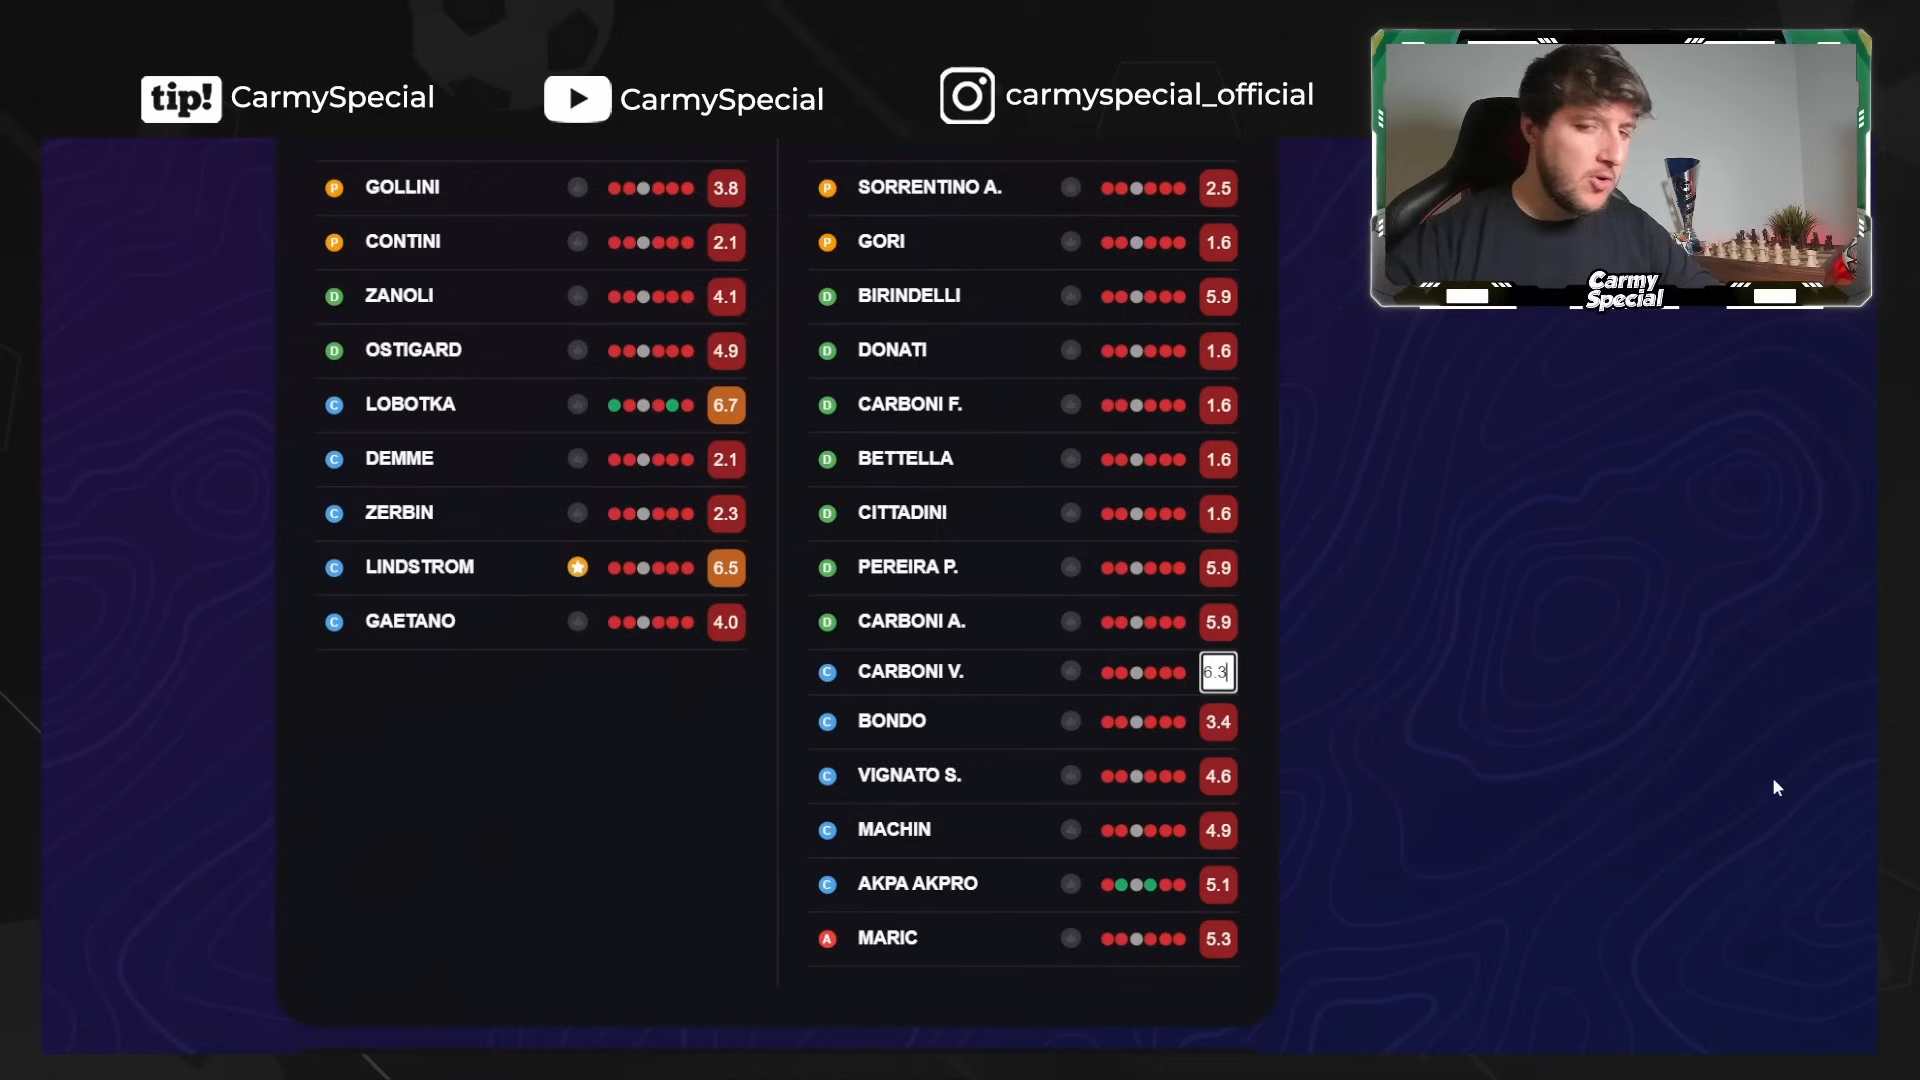 tip! CarmySpecial
CarmySpecial
carmyspecial_official
Carmy
Special
P GOLLINI 3.8
P CONTINI 2.1
D ZANOLI 4.1
D OSTIGARD 4.9
C LOBOTKA 6.7
C DEMME 2.1
C ZERBIN 2.3
C LINDSTROM 6.5
C GAETANO 4.0
P SORRENTINO A. 2.5
P GORI 1.6
D BIRINDELLI 5.9
D DONATI 1.6
D CARBONI F. 1.6
D BETTELLA 1.6
D CITTADINI 1.6
D PEREIRA P. 5.9
D CARBONI A. 5.9
C CARBONI V. 6.3
C BONDO 3.4
C VIGNATO S. 4.6
C MACHIN 4.9
C AKPA AKPRO 5.1
A MARIC 5.3